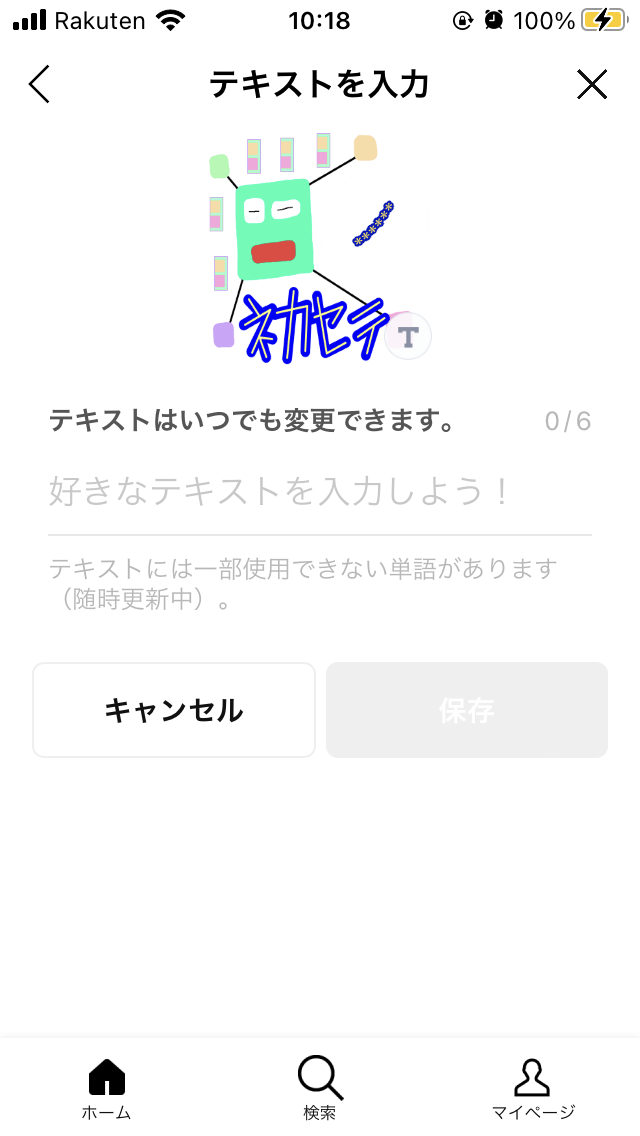 Rakuten 10:18 100%
テキストを入力
******
ネカセテ
T
テキストはいつでも変更できます。 0/6
好きなテキストを入力しよう！
テキストには一部使用できない単語があります
（随時更新中）。
キャンセル 保存
ホーム 検索 マイページ